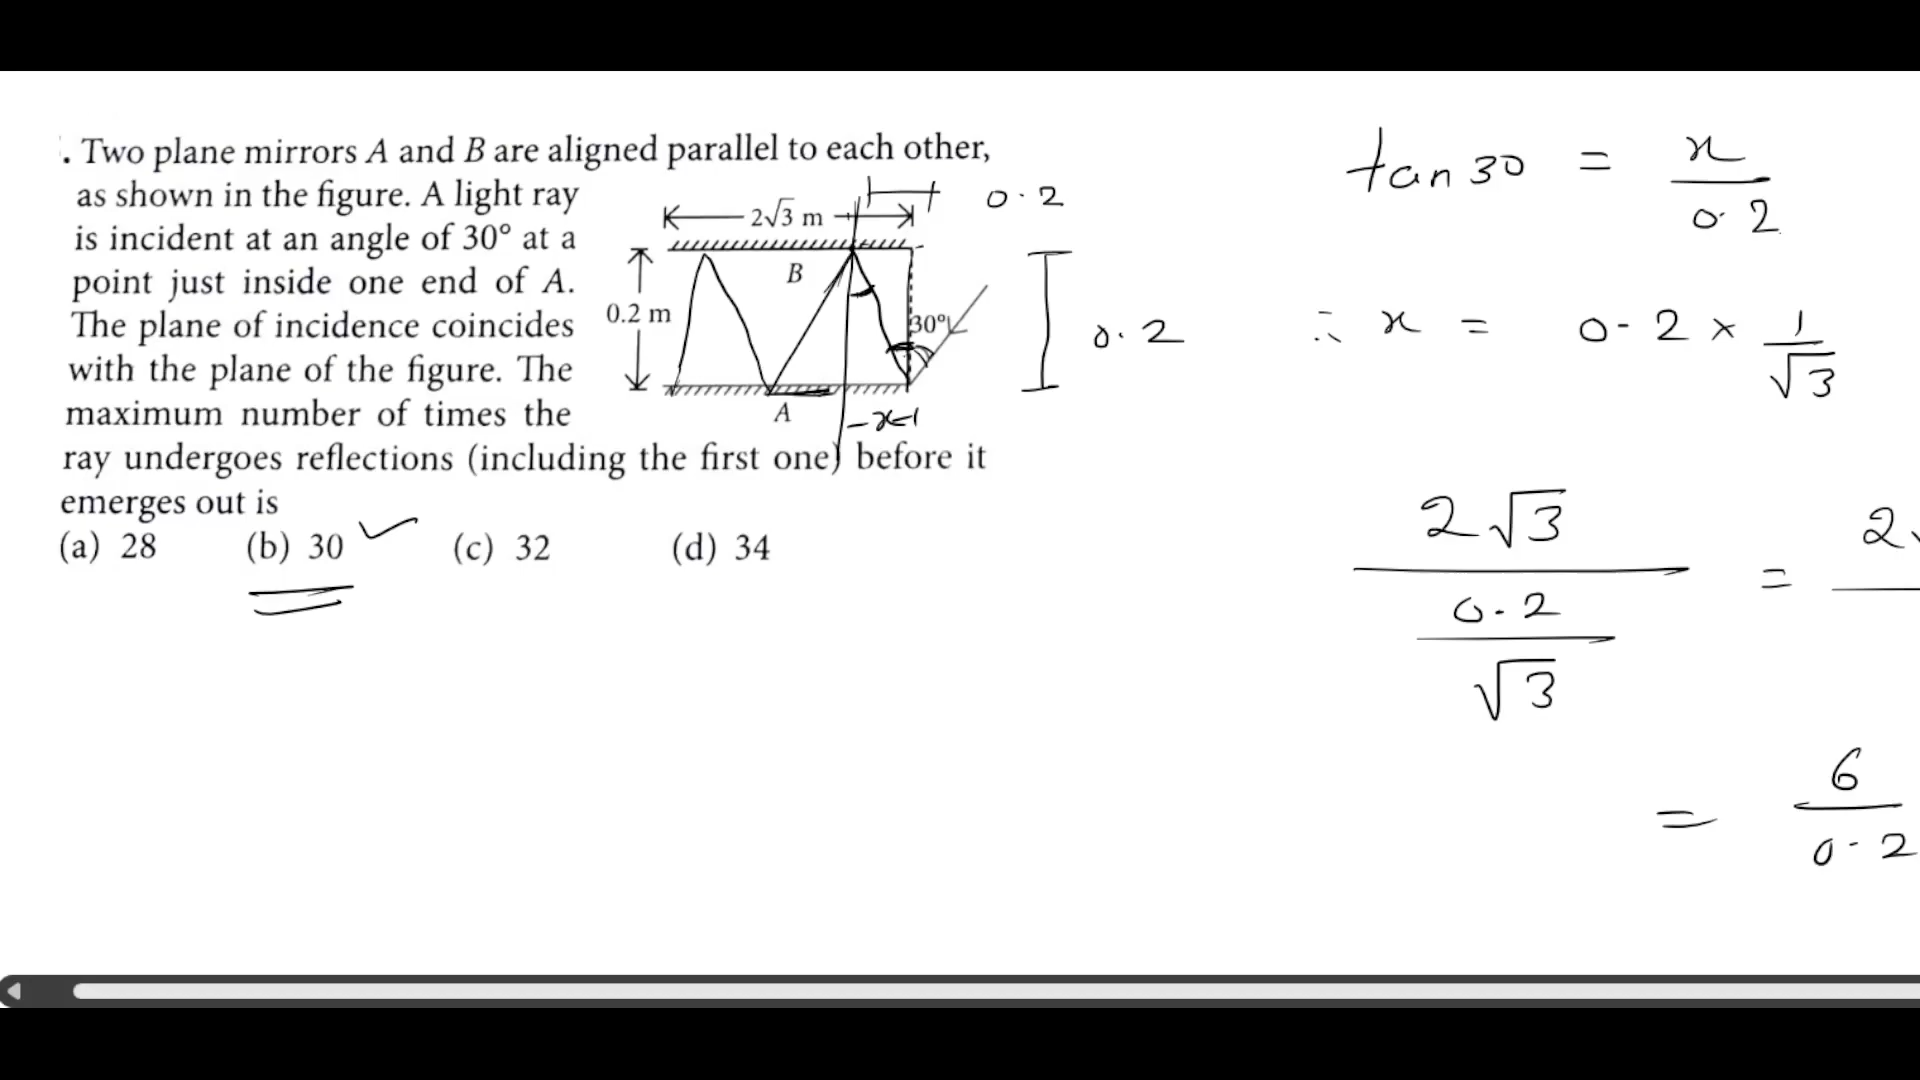 . Two plane mirrors A and B are aligned parallel to each other,
as shown in the figure. A light ray
is incident at an angle of 30° at a
point just inside one end of A.
The plane of incidence coincides
with the plane of the figure. The
maximum number of times the
ray undergoes reflections (including the first one) before it
emerges out is
(a) 28 (b) 30 (c) 32 (d) 34
0.2
2√3 m
B
0.2 m
30°
0.2
A
x
tan 30 = x / 0.2
∴ x = 0.2 × 1 / √3
2√3 / (0.2 / √3) = 2
= 6 / 0.2